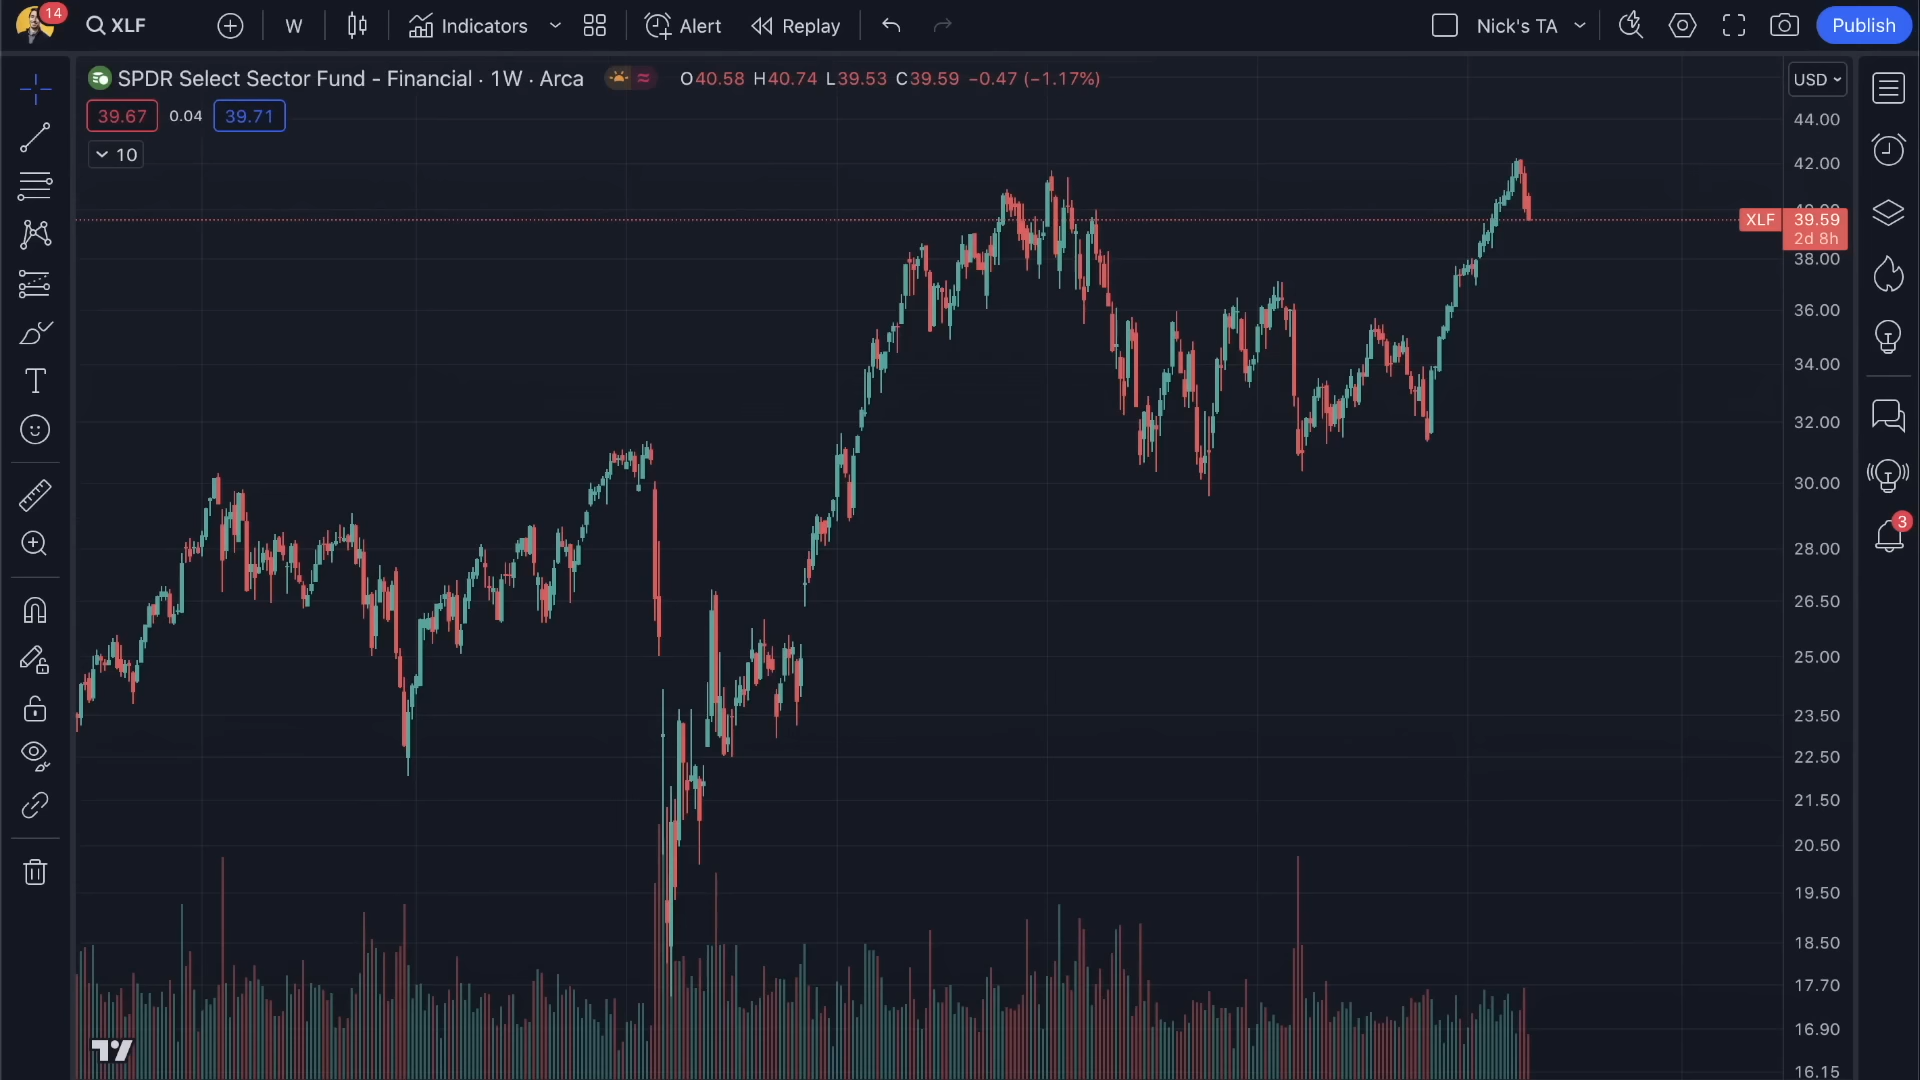 14
XLF
W
Indicators
Alert
Replay
Nick's TA
Publish
SPDR Select Sector Fund - Financial · 1W · Arca
O40.58 H40.74 L39.53 C39.59 −0.47 (−1.17%)
USD
39.67 0.04 39.71
10
44.00
42.00
XLF 39.59
2d 8h
38.00
36.00
34.00
32.00
30.00
3
28.00
26.50
25.00
23.50
22.50
21.50
20.50
19.50
18.50
17.70
16.90
16.15